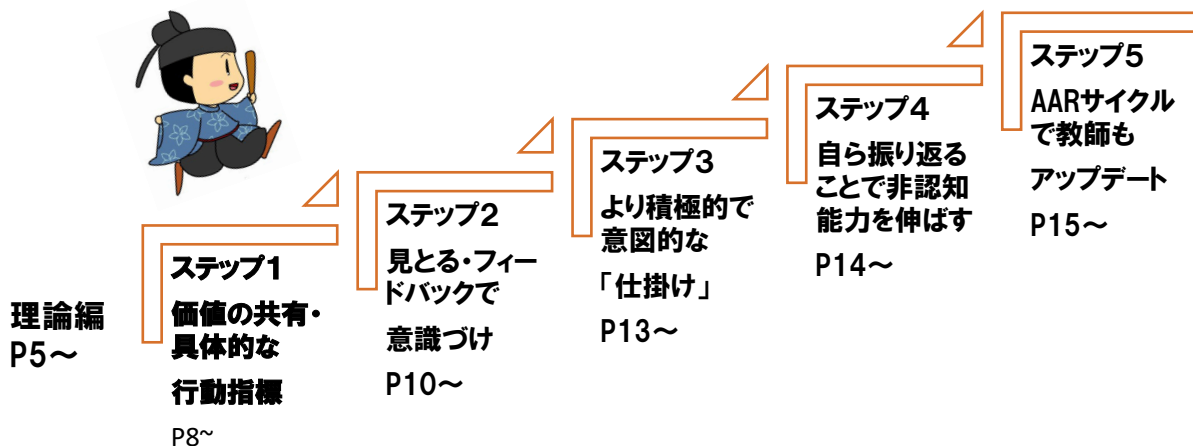 理論編
P5～
ステップ1
価値の共有・
具体的な
行動指標
P8~
ステップ2
見とる・フィー
ドバックで
意識づけ
P10～
ステップ3
より積極的で
意図的な
「仕掛け」
P13～
ステップ4
自ら振り返る
ことで非認知
能力を伸ばす
P14～
ステップ5
AARサイクル
で教師も
アップデート
P15～